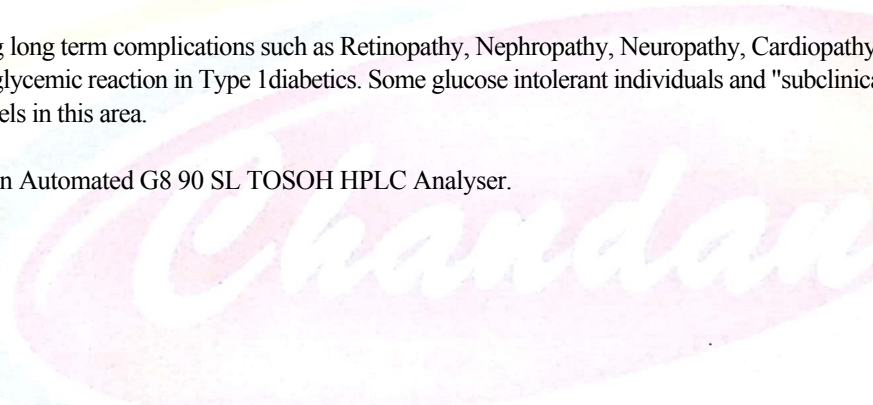 g long term complications such as Retinopathy, Nephropathy, Neuropathy, Cardiopathy
glycemic reaction in Type 1diabetics. Some glucose intolerant individuals and "subclinica
els in this area.
n Automated G8 90 SL TOSOH HPLC Analyser.
Chandan